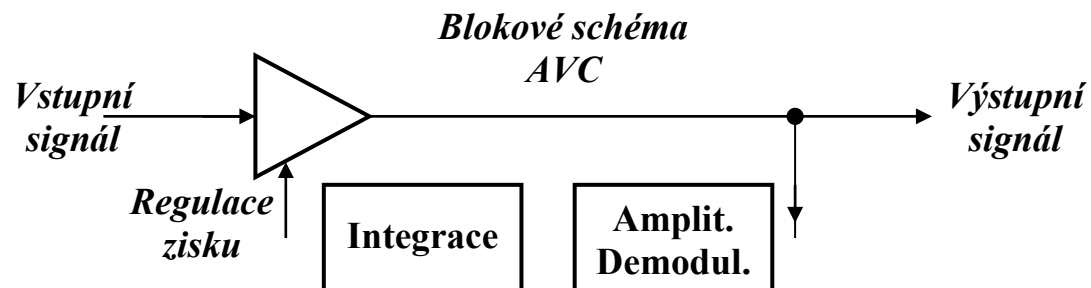 Blokové schéma
AVC
Vstupní
signál
Výstupní
signál
Regulace
zisku
Integrace
Amplit.
Demodul.